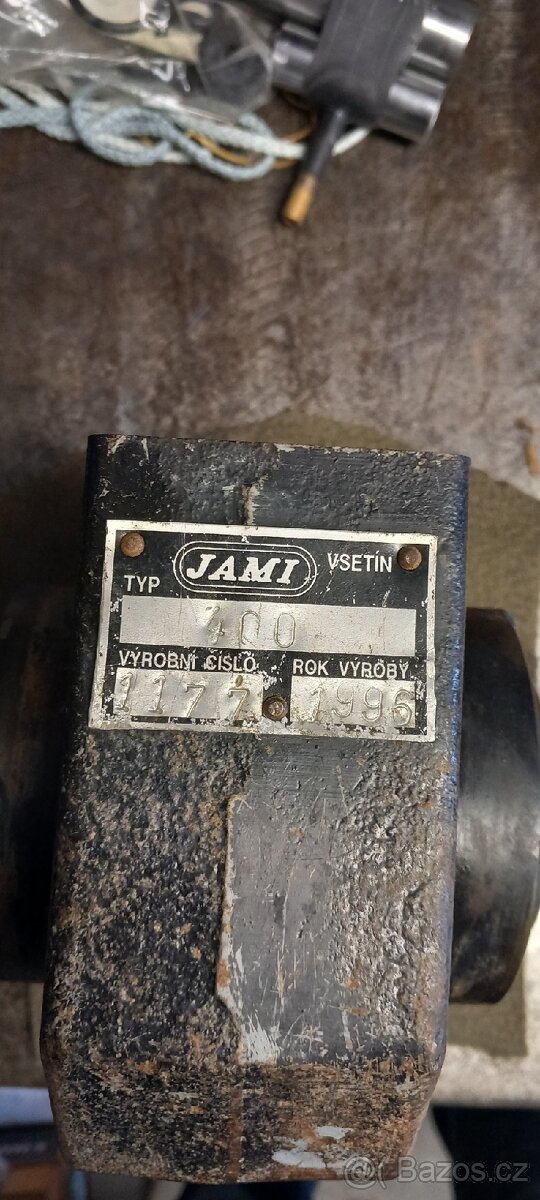 JAMI VSETÍN
TYP
400
VÝROBNÍ ČÍSLO ROK VÝROBY
1177 1996
Bazos.cz